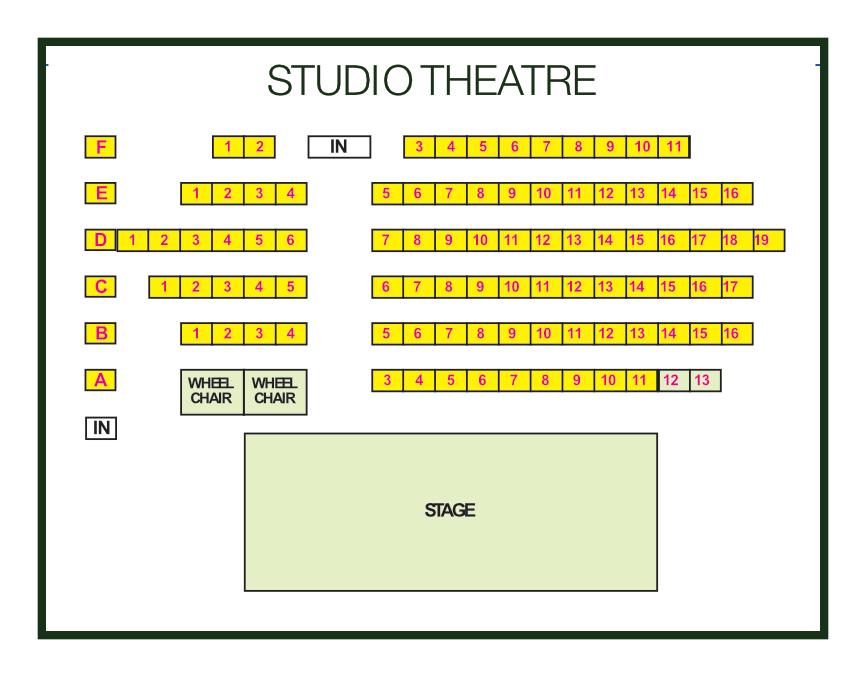 STUDIO THEATRE
F 1 2 IN 3 4 5 6 7 8 9 10 11
E 1 2 3 4 5 6 7 8 9 10 11 12 13 14 15 16
D 1 2 3 4 5 6 7 8 9 10 11 12 13 14 15 16 17 18 19
C 1 2 3 4 5 6 7 8 9 10 11 12 13 14 15 16 17
B 1 2 3 4 5 6 7 8 9 10 11 12 13 14 15 16
A WHEEL WHEEL 3 4 5 6 7 8 9 10 11 12 13
CHAIR CHAIR
IN
STAGE